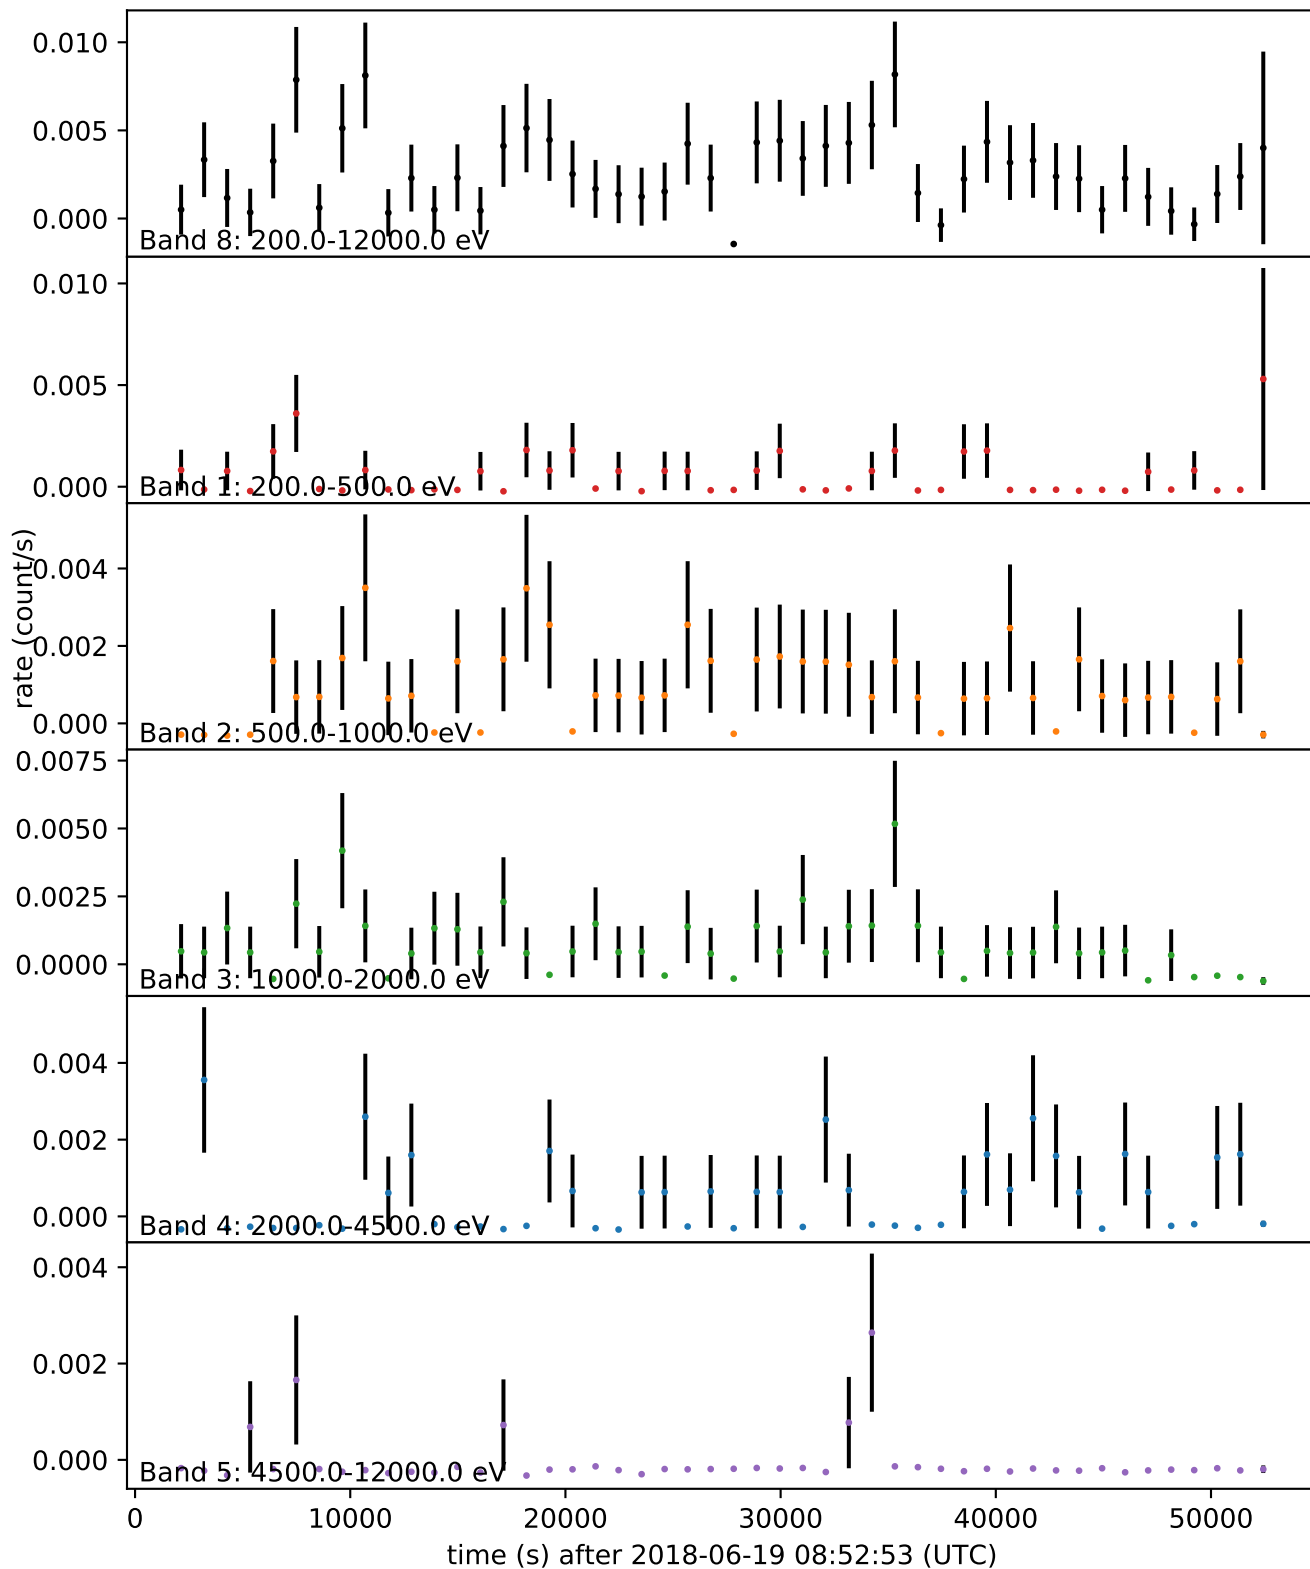 0.010
0.005
0.000
Band 8: 200.0-12000.0 eV
0.010
0.005
0.000
Band 1: 200.0-500.0 eV
rate (count/s)
0.004
0.002
0.000
Band 2: 500.0-1000.0 eV
0.0075
0.0050
0.0025
0.0000
Band 3: 1000.0-2000.0 eV
0.004
0.002
0.000
Band 4: 2000.0-4500.0 eV
0.004
0.002
0.000
Band 5: 4500.0-12000.0 eV
0 10000 20000 30000 40000 50000
time (s) after 2018-06-19 08:52:53 (UTC)